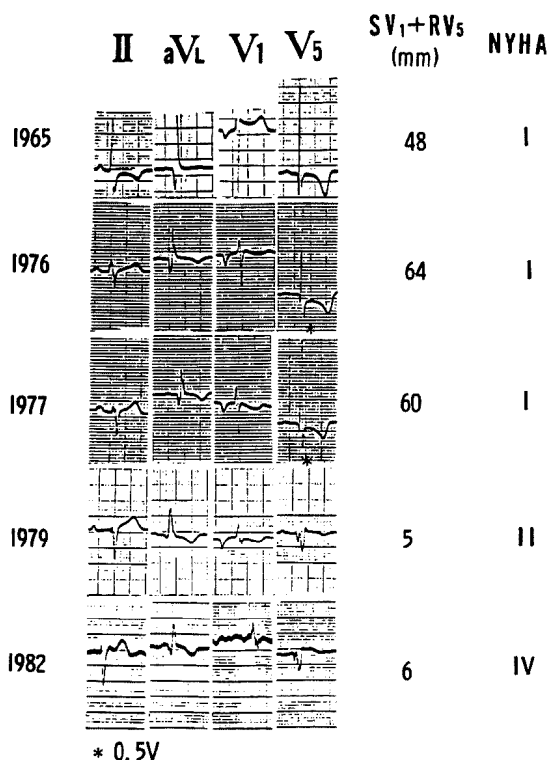 II aVL V1 V5 SV1+RV5 (mm) NYHA
1965 48 I
1976 64 I
*
1977 60 I
*
1979 5 II
1982 6 IV
* 0.5V